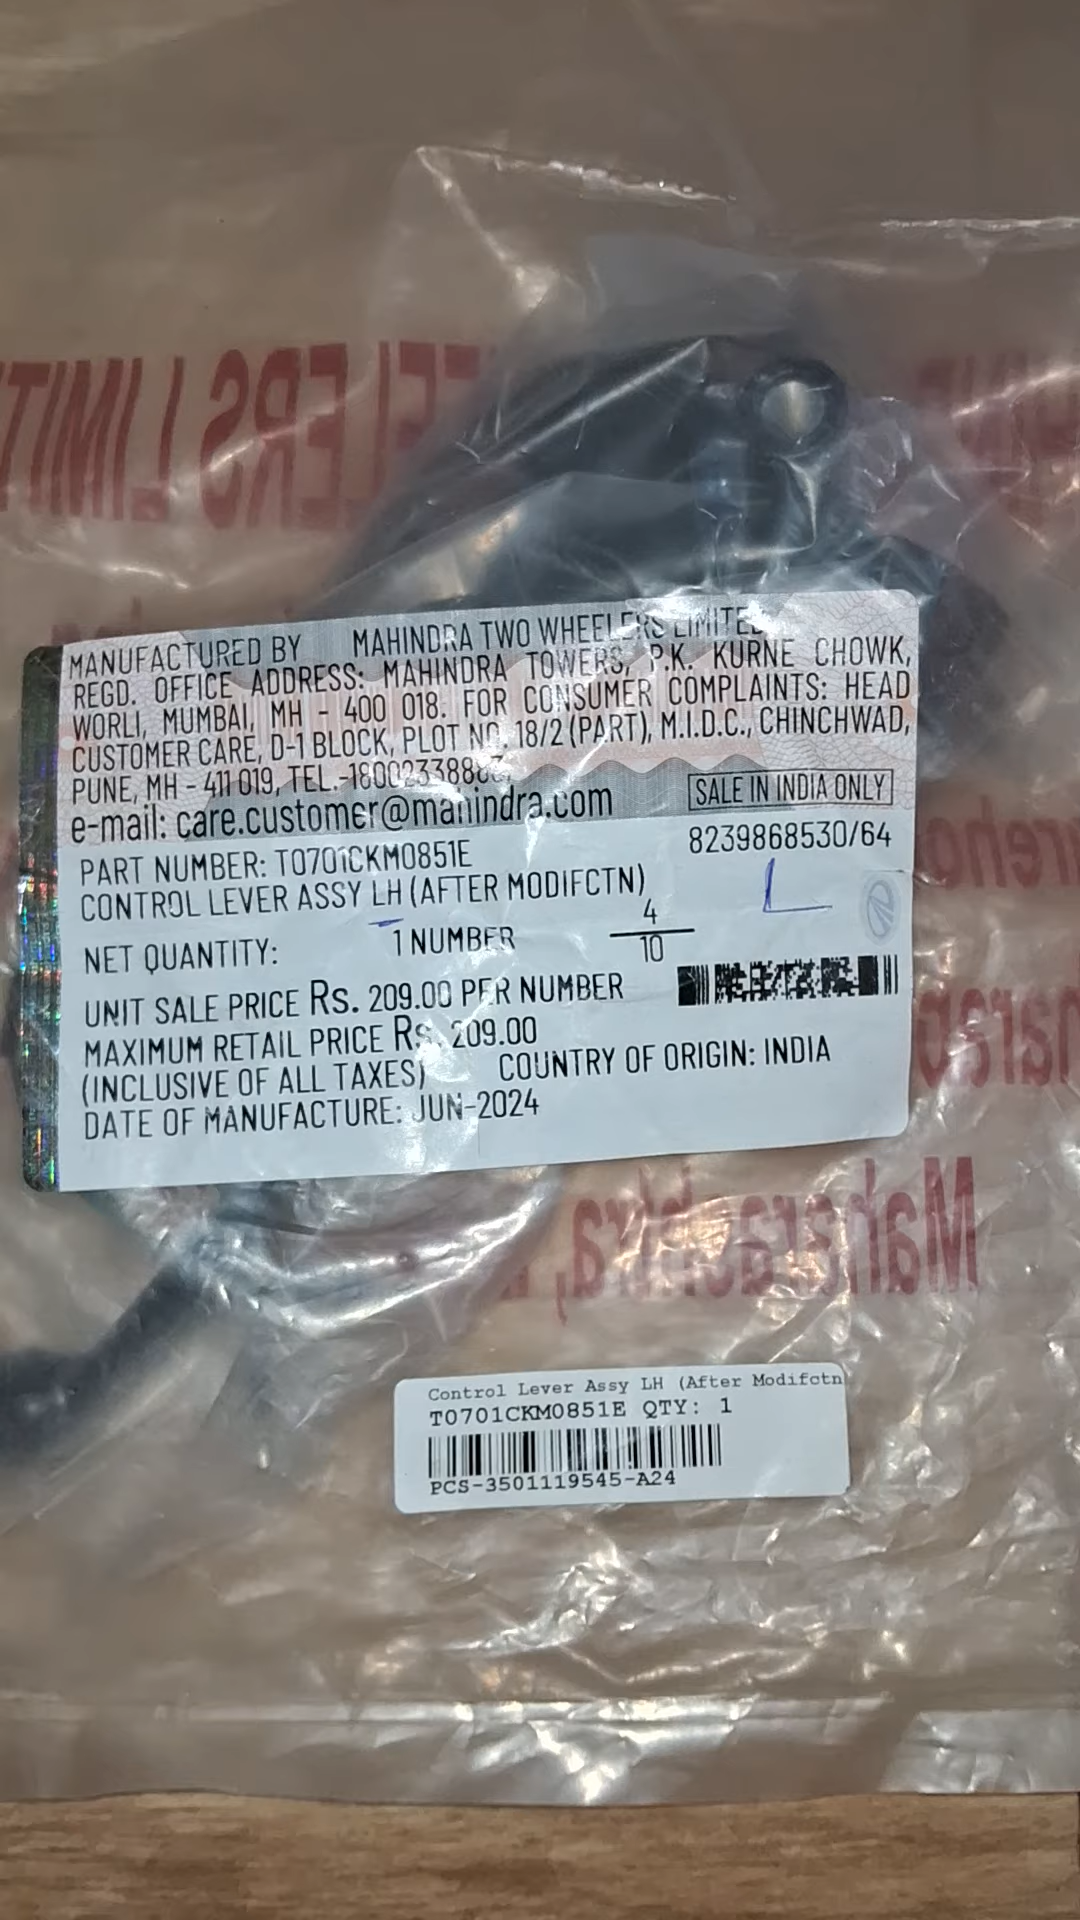 MANUFACTURED BY MAHINDRA TWO WHEELERS LIMITED
REGD. OFFICE ADDRESS: MAHINDRA TOWERS, P.K. KURNE CHOWK,
WORLI, MUMBAI, MH - 400 018. FOR CONSUMER COMPLAINTS: HEAD
CUSTOMER CARE, D-1 BLOCK, PLOT NO. 18/2 (PART), M.I.D.C., CHINCHWAD,
PUNE, MH - 411 019, TEL.-
e-mail: care.customer@mahindra.com
SALE IN INDIA ONLY
8239868530/64
PART NUMBER: T0701CKM0851E
CONTROL LEVER ASSY LH (AFTER MODIFCTN)
L
NET QUANTITY: 1 NUMBER
4
10
UNIT SALE PRICE Rs. 209.00 PER NUMBER
MAXIMUM RETAIL PRICE Rs. 209.00
(INCLUSIVE OF ALL TAXES) COUNTRY OF ORIGIN: INDIA
DATE OF MANUFACTURE: JUN-2024
ELERS LIMIT
Maharashtra,
Control Lever Assy LH (After Modifctn
T0701CKM0851E QTY: 1
PCS-3501119545-A24